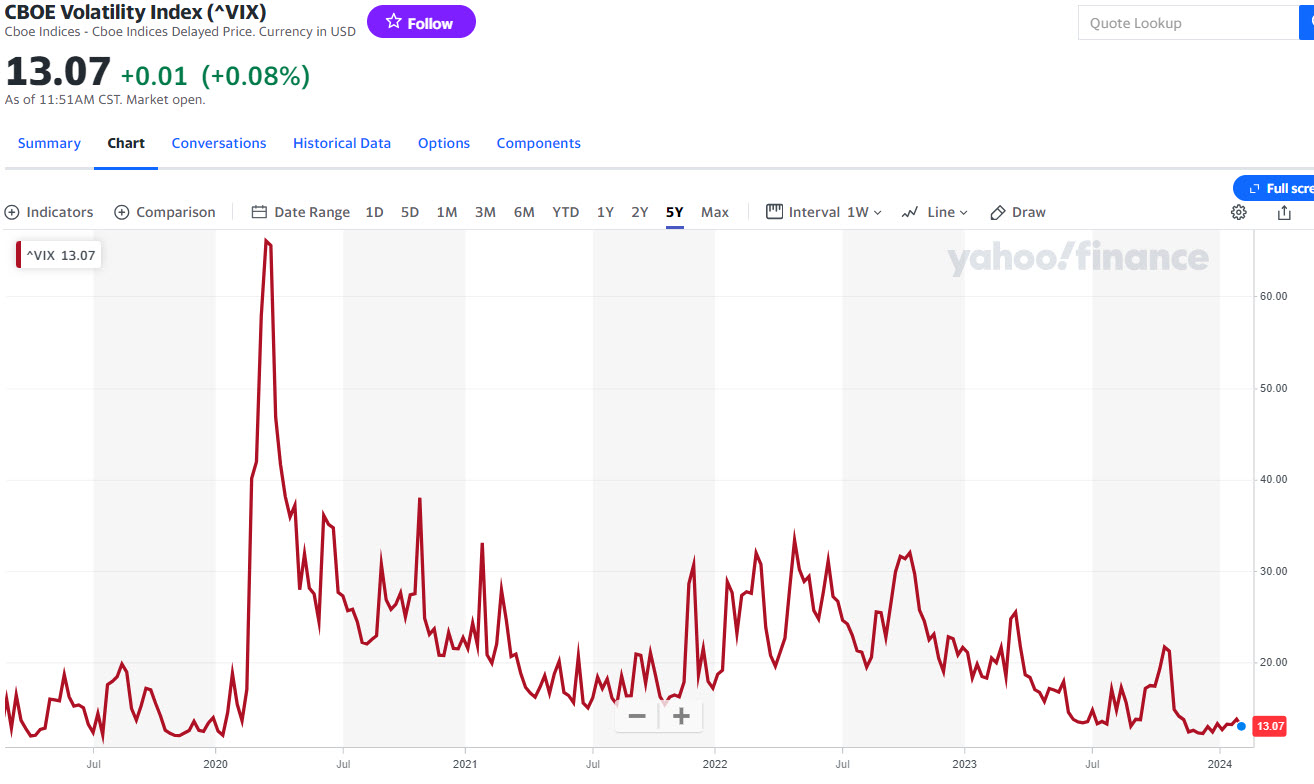 CBOE Volatility Index (^VIX)
Cboe Indices - Cboe Indices Delayed Price. Currency in USD
Follow
Quote Lookup
13.07 +0.01 (+0.08%)
As of 11:51AM CST. Market open.
Summary Chart Conversations Historical Data Options Components
Full scre
Indicators Comparison Date Range 1D 5D 1M 3M 6M YTD 1Y 2Y 5Y Max Interval 1W Line Draw
^VIX 13.07
yahoo!finance
60.00
50.00
40.00
30.00
20.00
13.07
Jul 2020 Jul 2021 Jul 2022 Jul 2023 Jul 2024